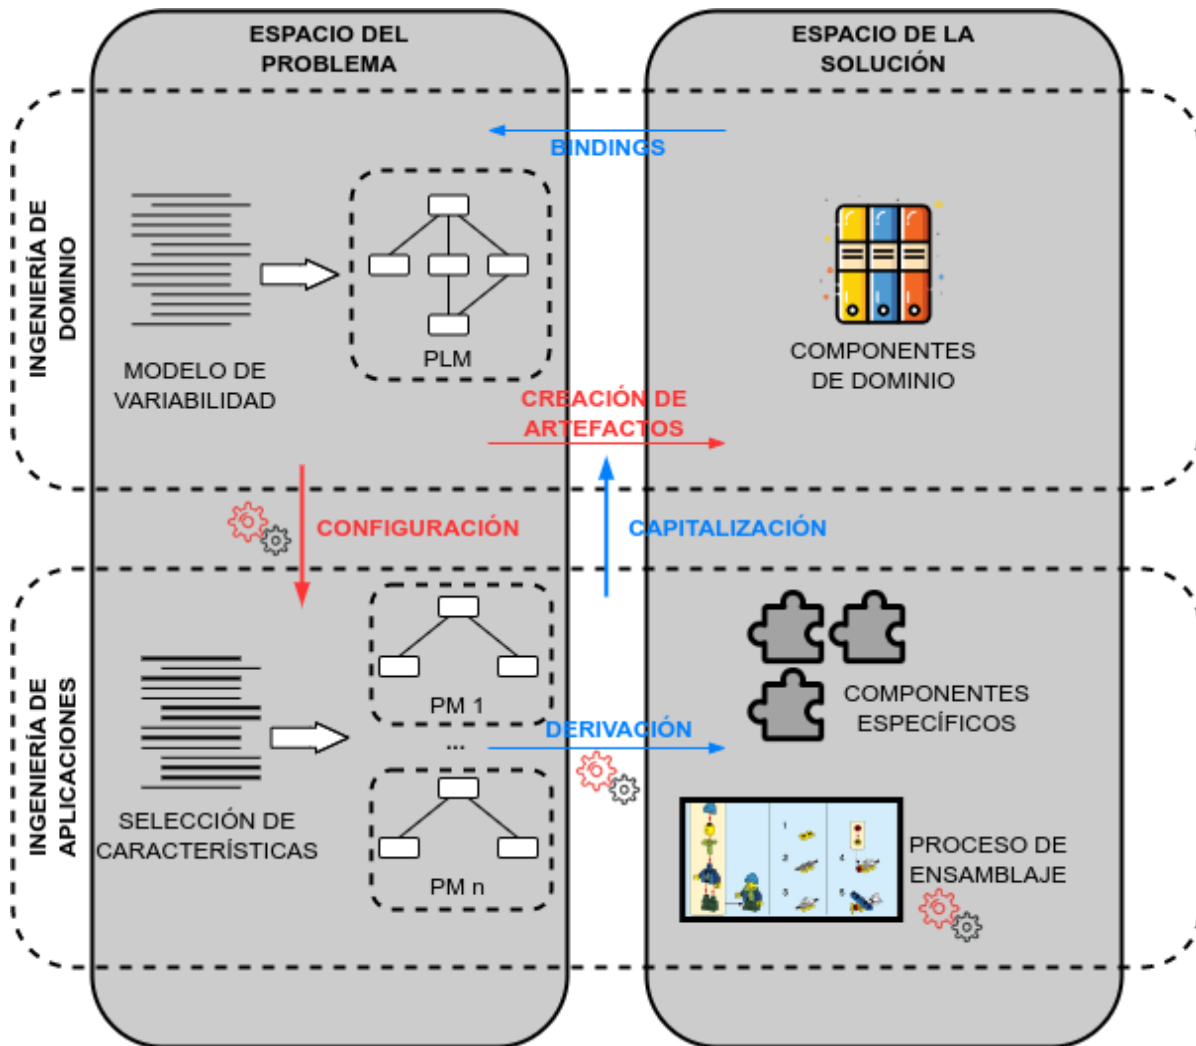 ESPACIO DEL
PROBLEMA
ESPACIO DE LA
SOLUCIÓN
INGENIERÍA DE
DOMINIO
BINDINGS
MODELO DE
VARIABILIDAD
PLM
COMPONENTES
DE DOMINIO
CREACIÓN DE
ARTEFACTOS
CONFIGURACIÓN
CAPITALIZACIÓN
INGENIERÍA DE
APLICACIONES
SELECCIÓN DE
CARACTERÍSTICAS
PM 1
...
PM n
DERIVACIÓN
COMPONENTES
ESPECÍFICOS
PROCESO DE
ENSAMBLAJE